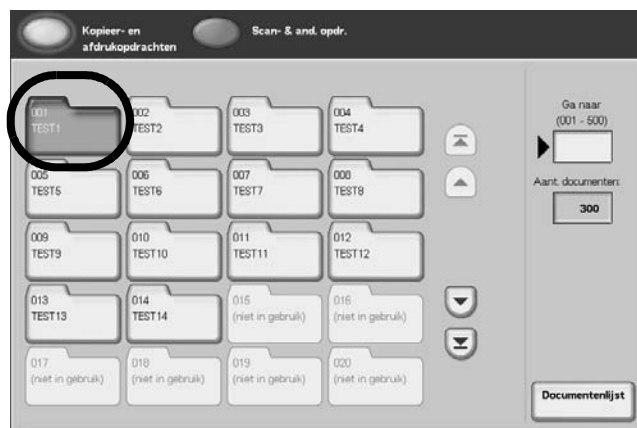 Kopieer- en
afdrukopdrachten
Scan- & and. opdr.
001
TEST1
002
TEST2
003
TEST3
004
TEST4
005
TEST5
006
TEST6
007
TEST7
008
TEST8
009
TEST9
010
TEST10
011
TEST11
012
TEST12
013
TEST13
014
TEST14
015
(niet in gebruik)
016
(niet in gebruik)
017
(niet in gebruik)
018
(niet in gebruik)
019
(niet in gebruik)
020
(niet in gebruik)
Ga naar
(001 - 500)
Aant. documenten:
300
Documentenlijst